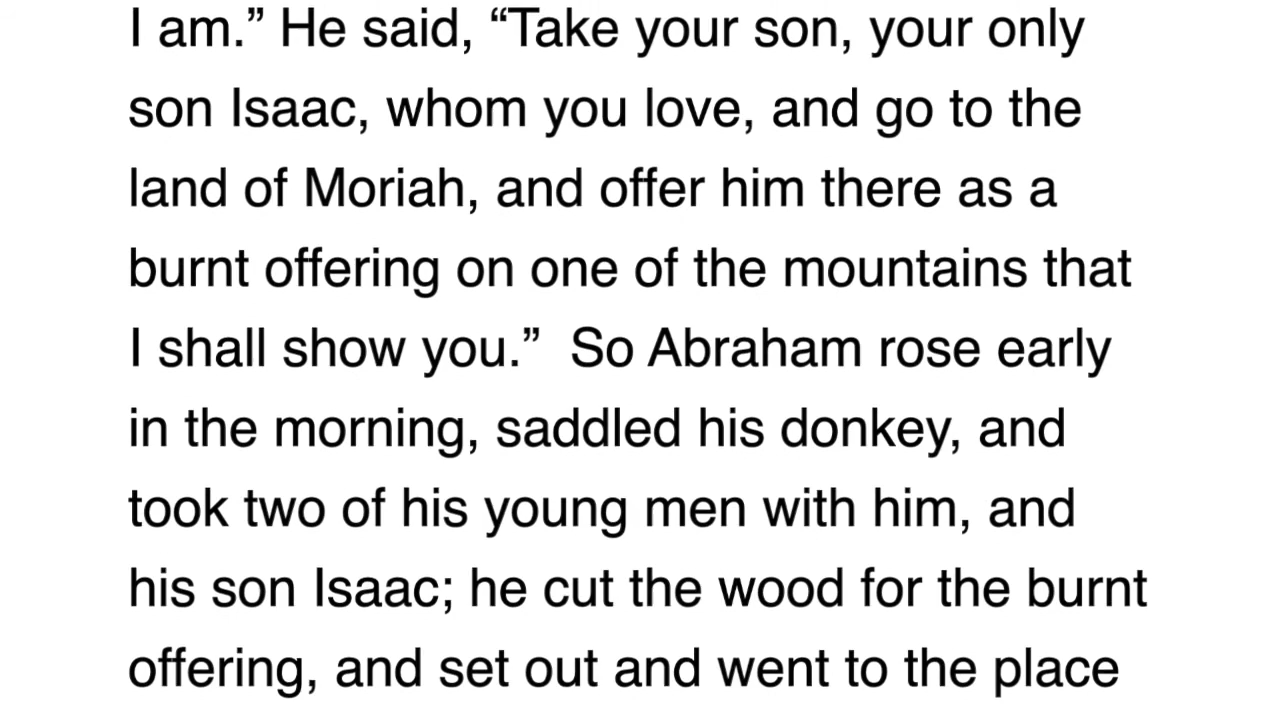 I am.” He said, “Take your son, your only
son Isaac, whom you love, and go to the
land of Moriah, and offer him there as a
burnt offering on one of the mountains that
I shall show you.”  So Abraham rose early
in the morning, saddled his donkey, and
took two of his young men with him, and
his son Isaac; he cut the wood for the burnt
offering, and set out and went to the place